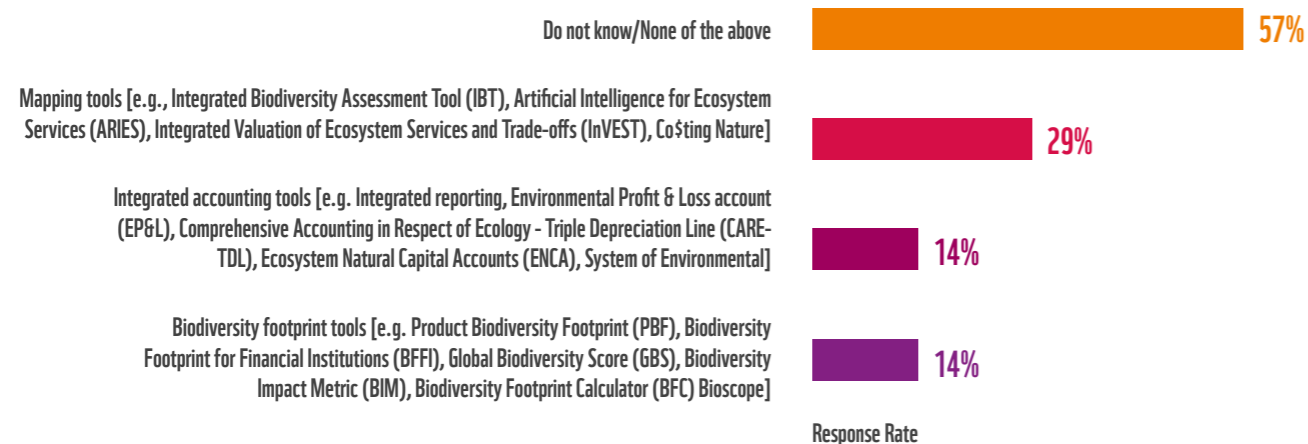 Do not know/None of the above
57%
Mapping tools [e.g., Integrated Biodiversity Assessment Tool (IBT), Artificial Intelligence for Ecosystem
Services (ARIES), Integrated Valuation of Ecosystem Services and Trade-offs (InVEST), Co$ting Nature]
29%
Integrated accounting tools [e.g. Integrated reporting, Environmental Profit & Loss account
(EP&L), Comprehensive Accounting in Respect of Ecology - Triple Depreciation Line (CARE-
TDL), Ecosystem Natural Capital Accounts (ENCA), System of Environmental]
14%
Biodiversity footprint tools [e.g. Product Biodiversity Footprint (PBF), Biodiversity
Footprint for Financial Institutions (BFFI), Global Biodiversity Score (GBS), Biodiversity
Impact Metric (BIM), Biodiversity Footprint Calculator (BFC) Bioscope]
14%
Response Rate